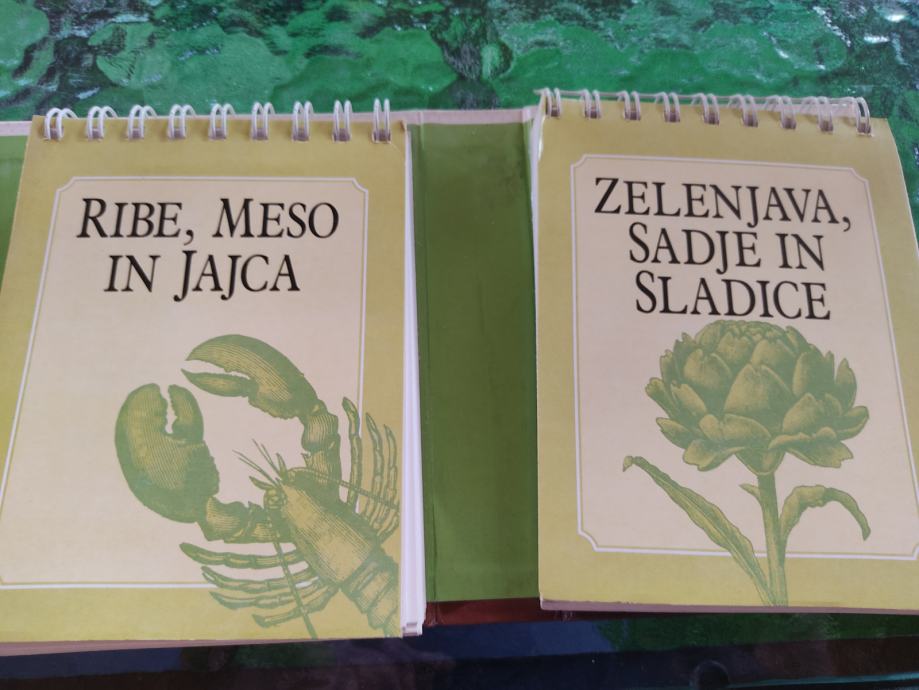 RIBE, MESO
IN JAJCA
ZELENJAVA,
SADJE IN
SLADICE